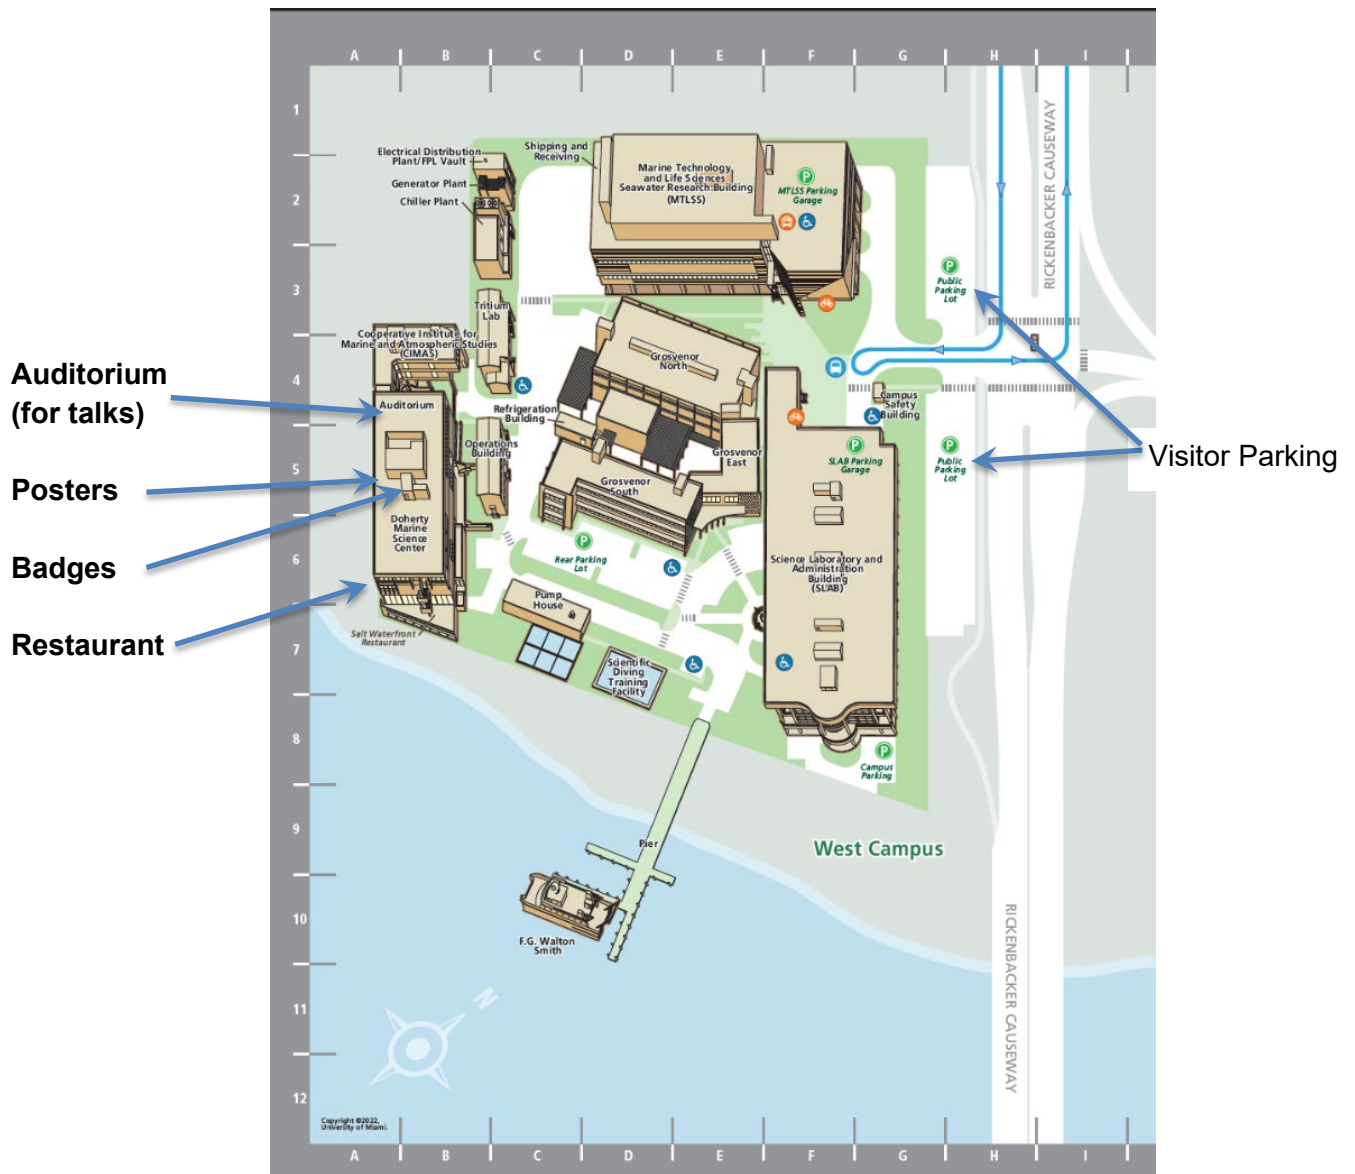 A B C D E F G H I
1
Electrical Distribution
Plant/FPL Vault
Generator Plant
Chiller Plant
Shipping and
Receiving
Marine Technology
and Life Sciences
Seawater Research Building
(MTLSS)
P
MTLSS Parking
Garage
RICKENBACKER CAUSEWAY
2
3
P
Public
Parking
Lot
Tritium
Lab
Cooperative Institute for
Marine and Atmospheric Studies
(CIMAS)
Grosvenor
North
4
Auditorium
(for talks)
Auditorium
Refrigeration
Building
Campus
Safety
Building
Operations
Building
Grosvenor
East
P
SLAB Parking
Garage
P
Public
Parking
Lot
Visitor Parking
5
Posters
Grosvenor
South
Doherty
Marine
Science
Center
6
Badges
P
Rear Parking
Lot
Science Laboratory and
Administration
Building
(SLAB)
Pump
House
Restaurant
Salt Waterfront
Restaurant
7
Scientific
Diving
Training
Facility
8
P
Campus
Parking
9
Pier
West Campus
10
F.G. Walton
Smith
RICKENBACKER CAUSEWAY
11
N
12
Copyright ©2022,
University of Miami.
A B C D E F G H I